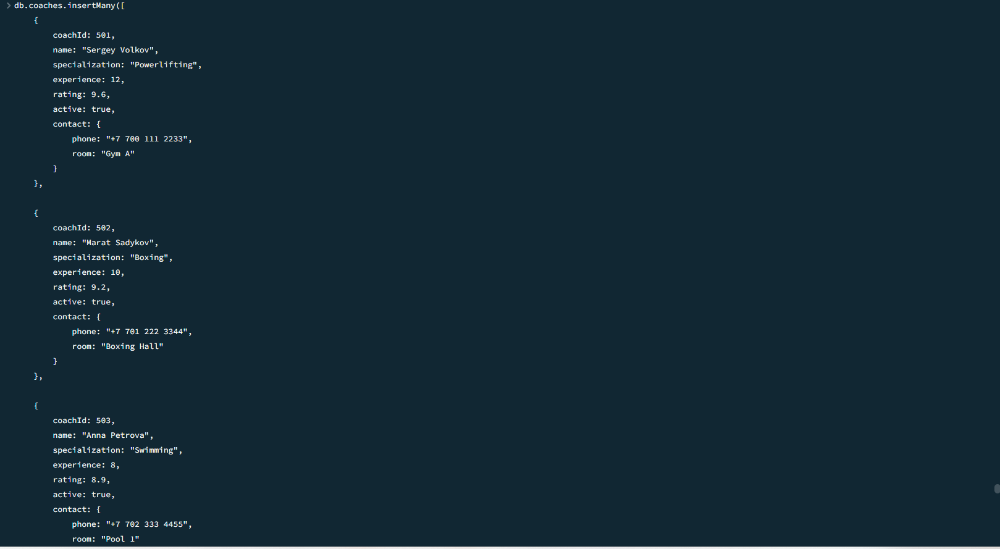 > db.coaches.insertMany([
{
coachId: 501,
name: "Sergey Volkov",
specialization: "Powerlifting",
experience: 12,
rating: 9.6,
active: true,
contact: {
phone: "+7 700 111 2233",
room: "Gym A"
}
},
{
coachId: 502,
name: "Marat Sadykov",
specialization: "Boxing",
experience: 10,
rating: 9.2,
active: true,
contact: {
phone: "+7 701 222 3344",
room: "Boxing Hall"
}
},
{
coachId: 503,
name: "Anna Petrova",
specialization: "Swimming",
experience: 8,
rating: 8.9,
active: true,
contact: {
phone: "+7 702 333 4455",
room: "Pool 1"